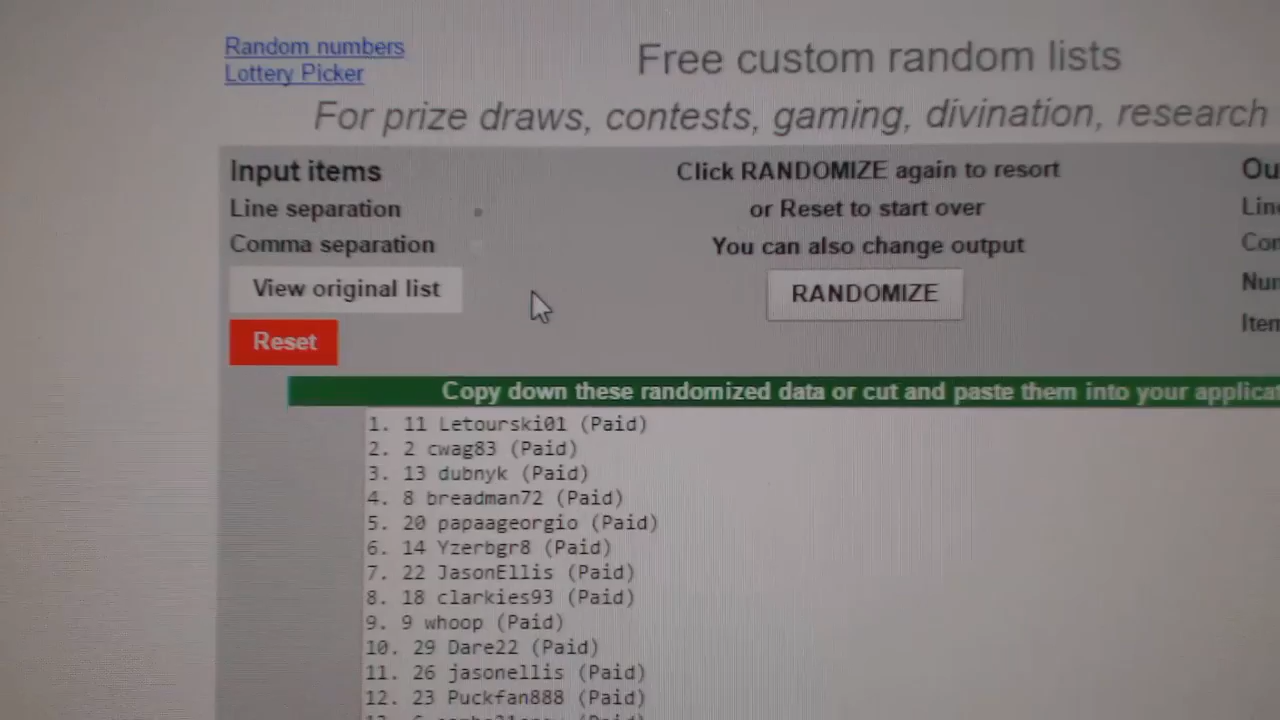 Random numbers
Lottery Picker
Free custom random lists
For prize draws, contests, gaming, divination, research
Input items
Click RANDOMIZE again to resort
Line separation
or Reset to start over
Comma separation
You can also change output
View original list
RANDOMIZE
Reset
Copy down these randomized data or cut and paste them into your
1. 11 Letourski01 (Paid)
2. 2 cwag83 (Paid)
3. 13 dubnyk (Paid)
4. 8 breadman72 (Paid)
5. 20 papaageorgio (Paid)
6. 14 Yzerbgr8 (Paid)
7. 22 JasonEllis (Paid)
8. 18 clarkies93 (Paid)
9. 9 whoop (Paid)
10. 29 Dare22 (Paid)
11. 26 jasonellis (Paid)
12. 23 Puckfan888 (Paid)